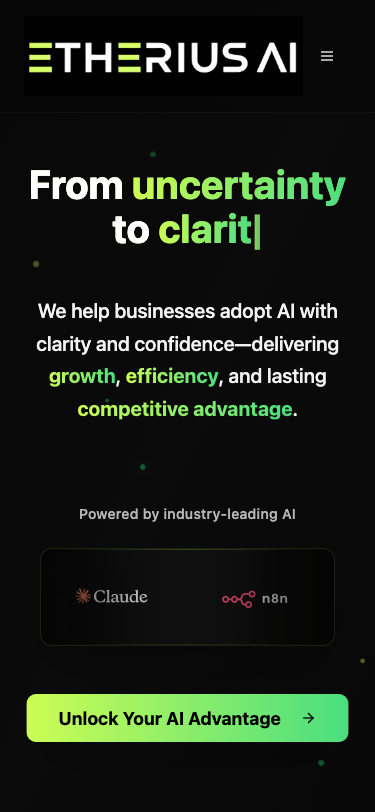 ETHERIUS AI
From uncertainty
to clarit
We help businesses adopt AI with
clarity and confidence—delivering
growth, efficiency, and lasting
competitive advantage.
Powered by industry-leading AI
Claude
n8n
Unlock Your AI Advantage →